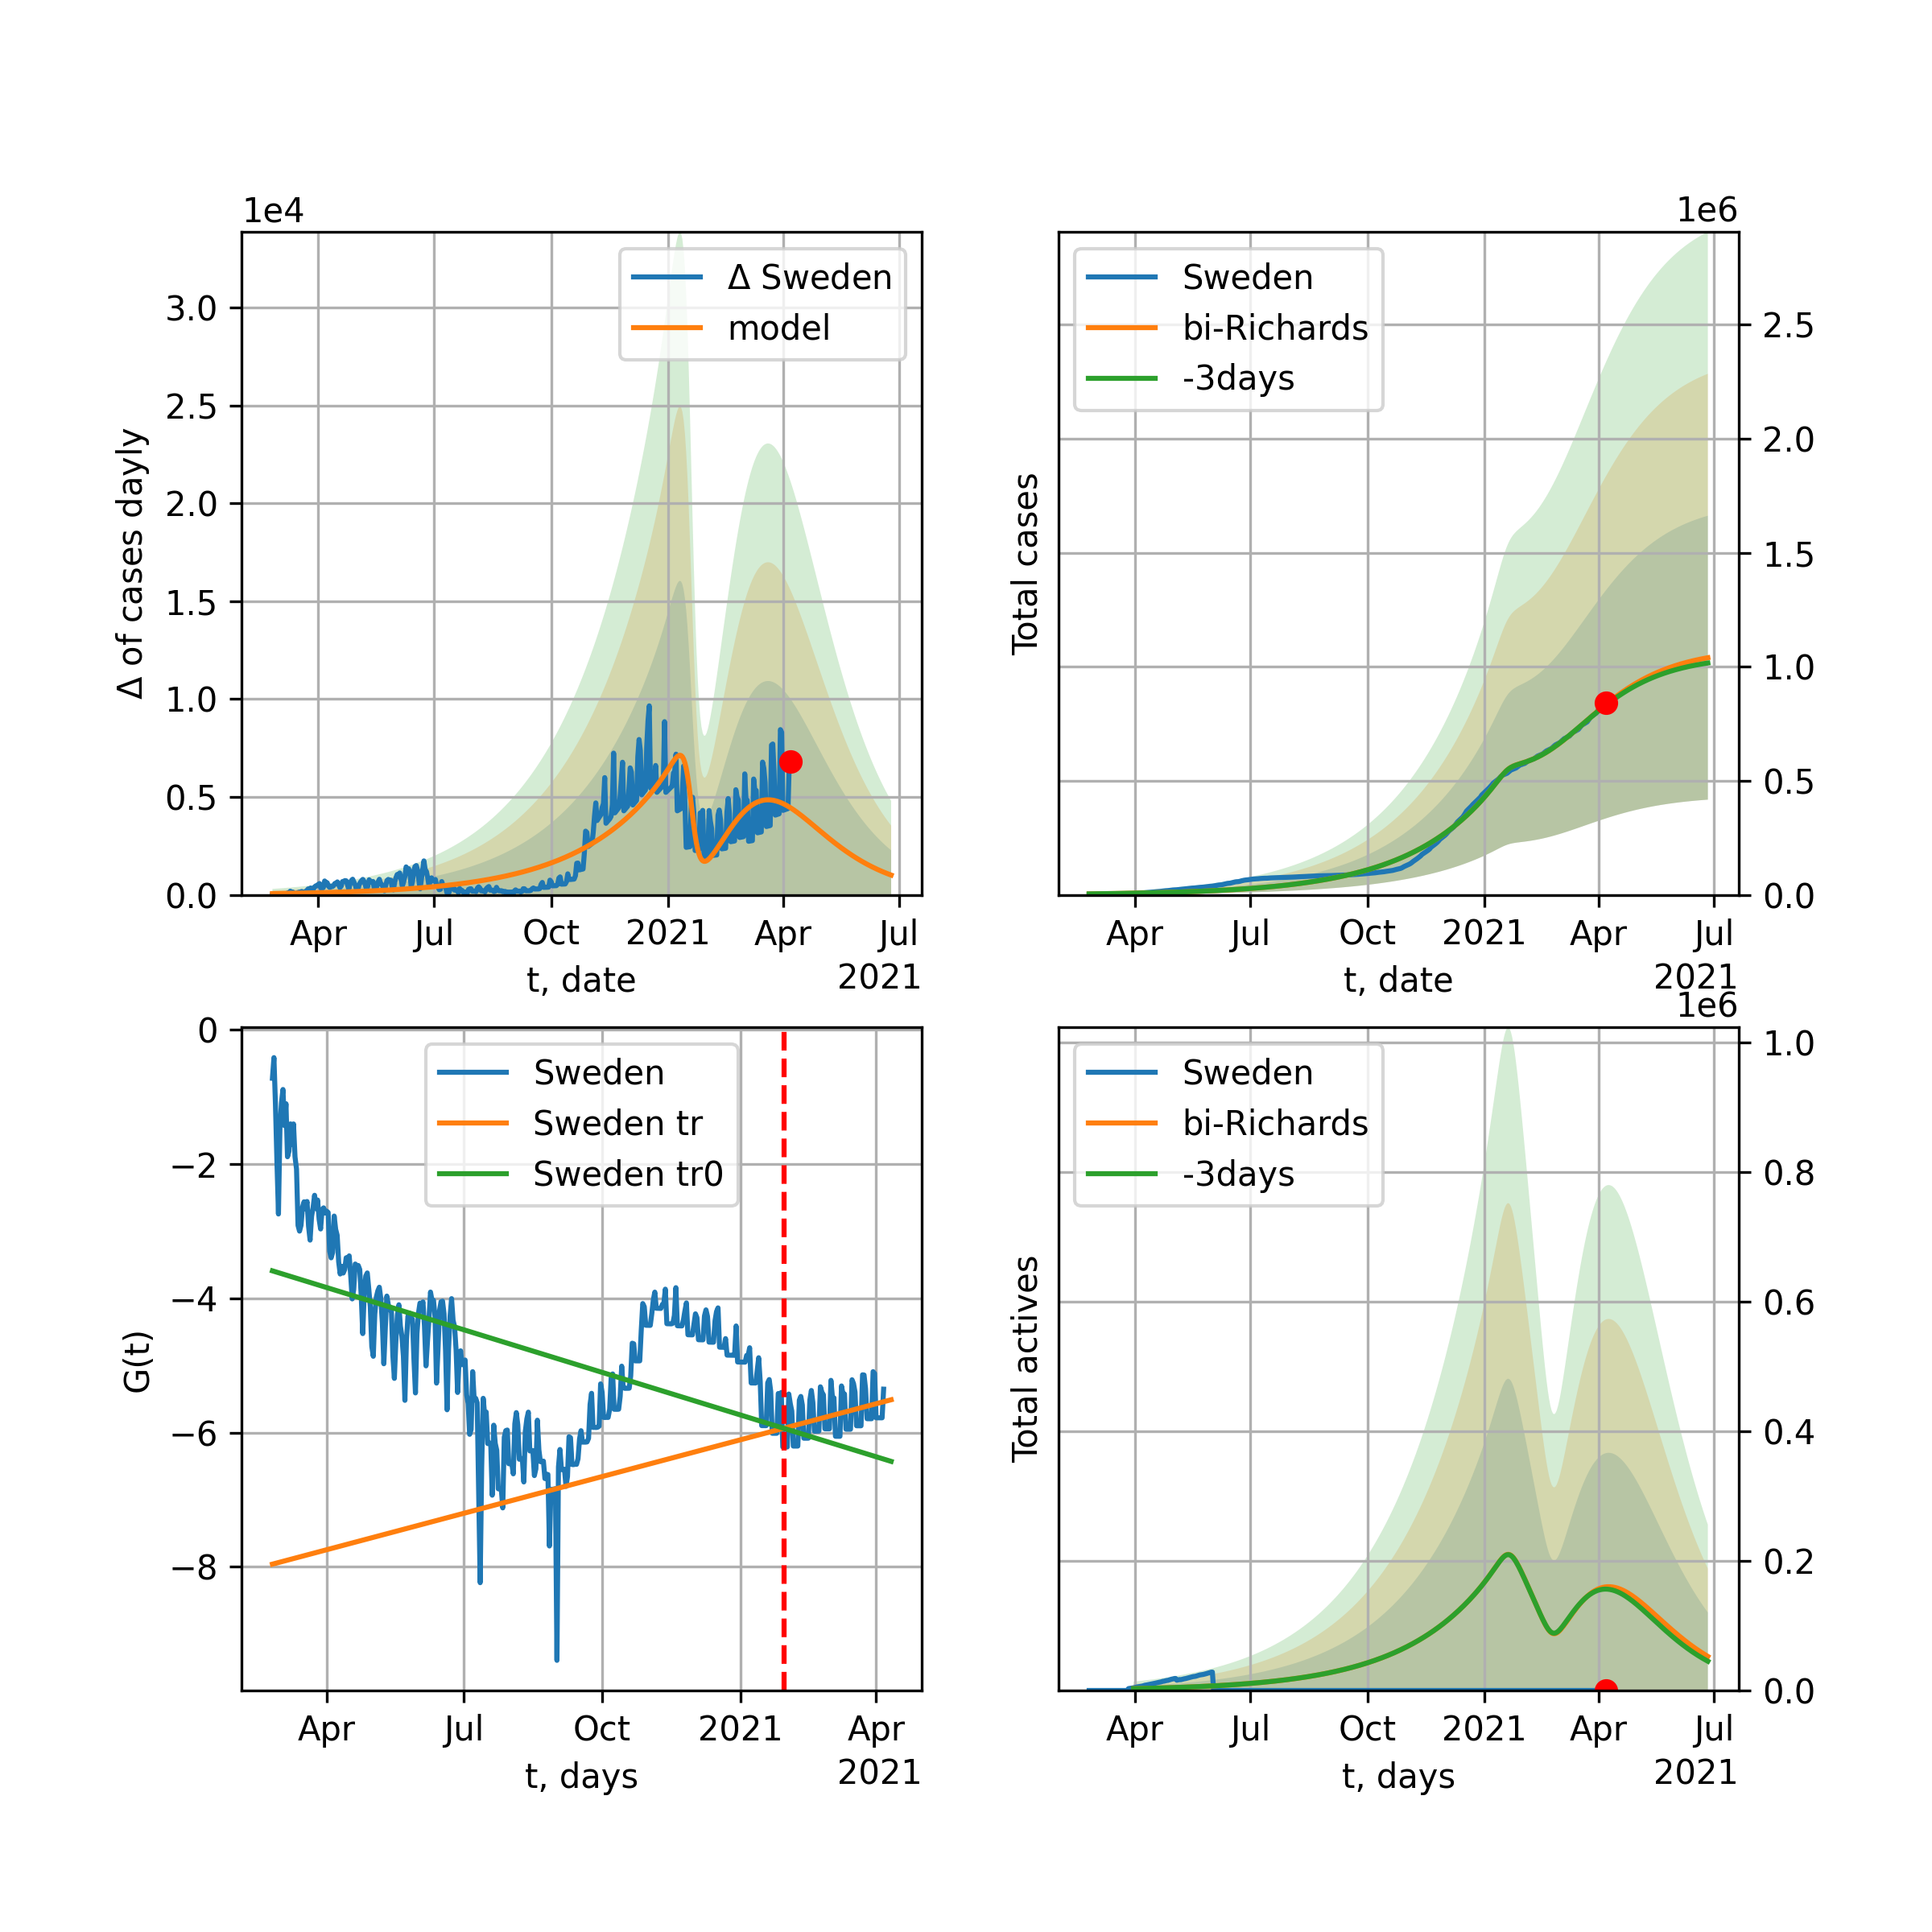 1e4
Δ of cases dayly
3.0
2.5
2.0
1.5
1.0
0.5
0.0
Δ Sweden
model
Apr Jul Oct 2021 Apr Jul
2021
t, date
1e6
Total cases
Sweden
bi-Richards
-3days
2.5
2.0
1.5
1.0
0.5
0.0
Apr Jul Oct 2021 Apr Jul
2021
t, date
G(t)
0
−2
−4
−6
−8
Sweden
Sweden tr
Sweden tr0
Apr Jul Oct 2021 Apr
2021
t, days
1e6
Total actives
Sweden
bi-Richards
-3days
1.0
0.8
0.6
0.4
0.2
0.0
Apr Jul Oct 2021 Apr Jul
2021
t, days